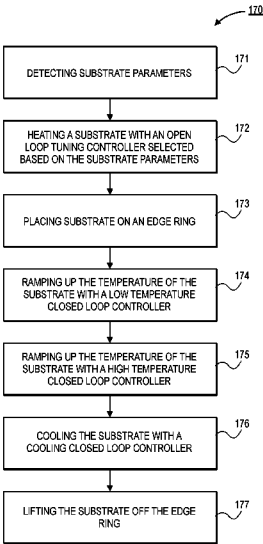 170
DETECTING SUBSTRATE PARAMETERS
171
HEATING A SUBSTRATE WITH AN OPEN
LOOP TUNING CONTROLLER SELECTED
BASED ON THE SUBSTRATE PARAMETERS
172
PLACING SUBSTRATE ON AN EDGE RING
173
RAMPING UP THE TEMPERATURE OF THE
SUBSTRATE WITH A LOW TEMPERATURE
CLOSED LOOP CONTROLLER
174
RAMPING UP THE TEMPERATURE OF THE
SUBSTRATE WITH A HIGH TEMPERATURE
CLOSED LOOP CONTROLLER
175
COOLING THE SUBSTRATE WITH A
COOLING CLOSED LOOP CONTROLLER
176
LIFTING THE SUBSTRATE OFF THE EDGE
RING
177